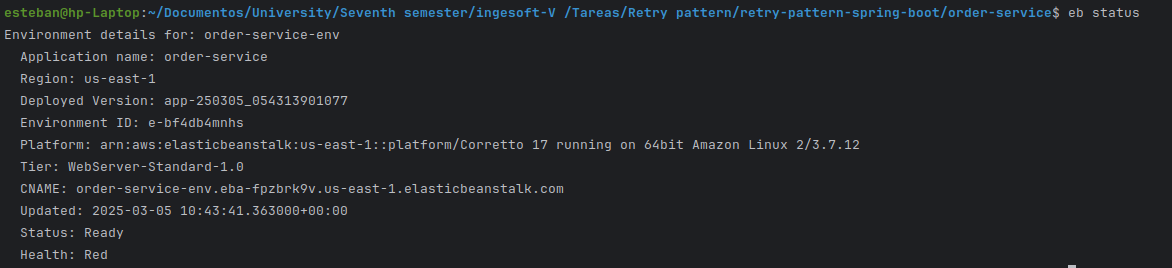 esteban@hp-Laptop:~/Documentos/University/Seventh semester/ingesoft-V /Tareas/Retry pattern/retry-pattern-spring-boot/order-service$ eb status
Environment details for: order-service-env
  Application name: order-service
  Region: us-east-1
  Deployed Version: app-250305_054313901077
  Environment ID: e-bf4db4mnhs
  Platform: arn:aws:elasticbeanstalk:us-east-1::platform/Corretto 17 running on 64bit Amazon Linux 2/3.7.12
  Tier: WebServer-Standard-1.0
  CNAME: order-service-env.eba-fpzbrk9v.us-east-1.elasticbeanstalk.com
  Updated: 2025-03-05 10:43:41.363000+00:00
  Status: Ready
  Health: Red